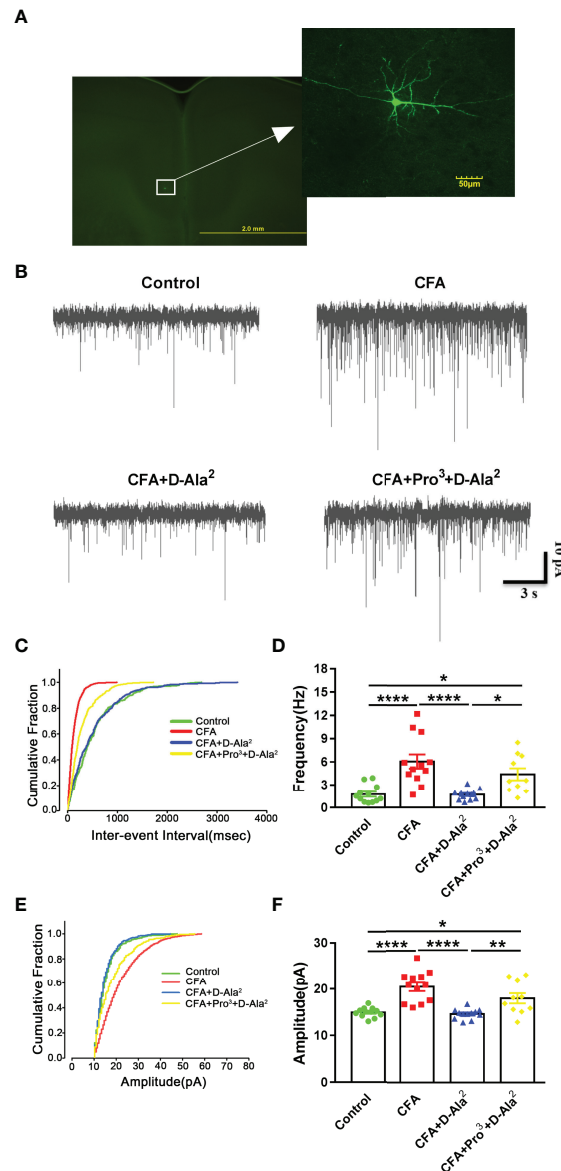 A
50μm
2.0 mm
B
Control
CFA
CFA+D-Ala²
CFA+Pro³+D-Ala²
10 pA
3 s
C
Cumulative Fraction
1.0
0.8
0.6
0.4
0.2
0.0
0
1000
2000
3000
4000
Inter-event Interval(msec)
Control
CFA
CFA+D-Ala²
CFA+Pro³+D-Ala²
D
Frequency(Hz)
18
15
12
9
6
3
0
*
**** **** *
Control
CFA
CFA+D-Ala²
CFA+Pro³+D-Ala²
E
Cumulative Fraction
1.0
0.8
0.6
0.4
0.2
0.0
0 10 20 30 40 50 60 70 80
Amplitude(pA)
Control
CFA
CFA+D-Ala²
CFA+Pro³+D-Ala²
F
Amplitude(pA)
30
20
10
0
*
**** **** **
Control
CFA
CFA+D-Ala²
CFA+Pro³+D-Ala²